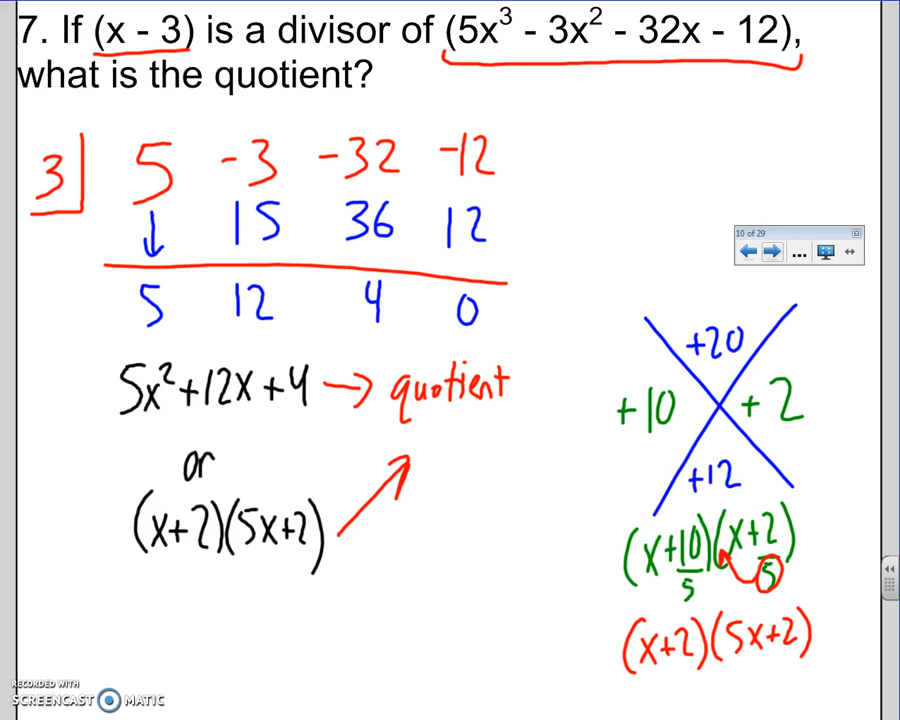 7. If (x - 3) is a divisor of (5x³ - 3x² - 32x - 12),
what is the quotient?
3 5 -3 -32 -12
↓ 15 36 12
5 12 4 0
5x²+12x+4 → quotient
or
(x+2)(5x+2)
10 of 29
...
+20
+10 +2
+12
(x+10/5)(x+2/5)
(x+2)(5x+2)
RECORDED WITH
SCREENCAST MATIC